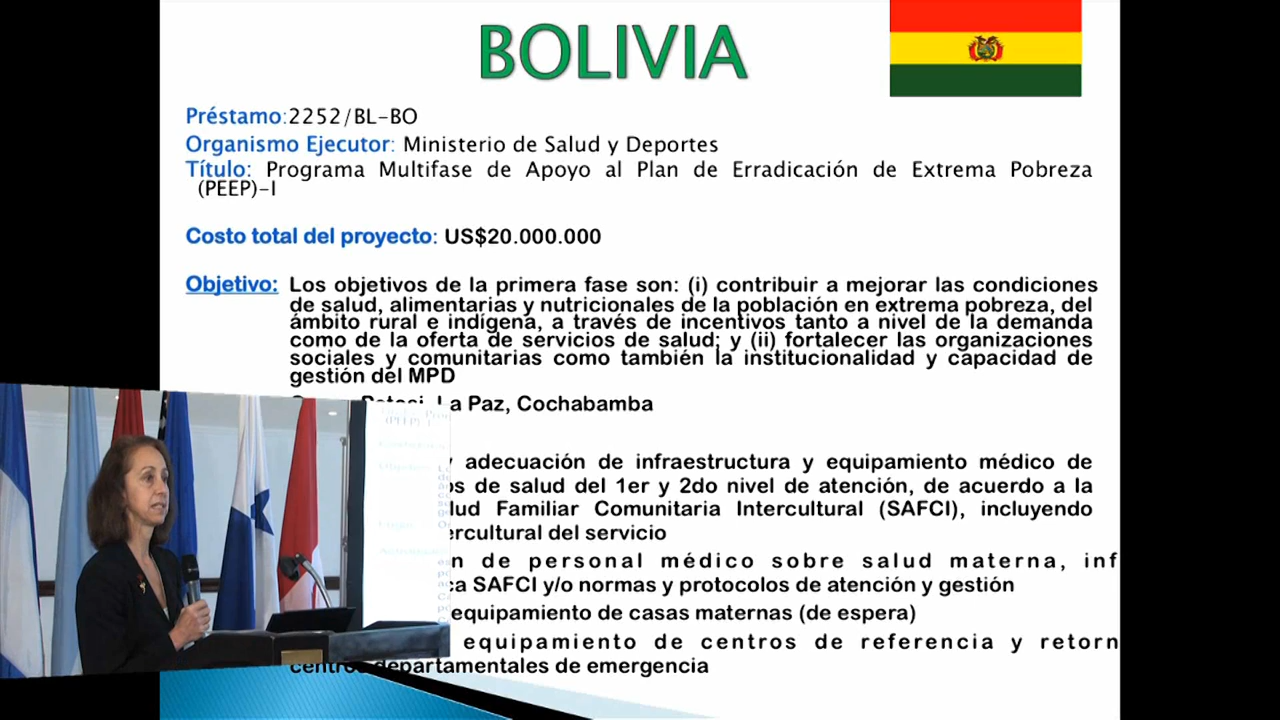 BOLIVIA
Préstamo:2252/BL-BO
Organismo Ejecutor: Ministerio de Salud y Deportes
Título: Programa Multifase de Apoyo al Plan de Erradicación de Extrema Pobreza
(PEEP)-I
Costo total del proyecto: US$20.000.000
Objetivo: Los objetivos de la primera fase son: (i) contribuir a mejorar las condiciones
de salud, alimentarias y nutricionales de la población en extrema pobreza, del
ámbito rural e indígena, a través de incentivos tanto a nivel de la demanda
como de la oferta de servicios de salud; y (ii) fortalecer las organizaciones
sociales y comunitarias como también la institucionalidad y capacidad de
gestión del MPD
La Paz, Cochabamba
y adecuación de infraestructura y equipamiento médico de
de salud del 1er y 2do nivel de atención, de acuerdo a la
Familiar Comunitaria Intercultural (SAFCI), incluyendo
del servicio
de personal médico sobre salud materna, inf
SAFCI y/o normas y protocolos de atención y gestión
equipamiento de casas maternas (de espera)
equipamiento de centros de referencia y retorn
centros departamentales de emergencia